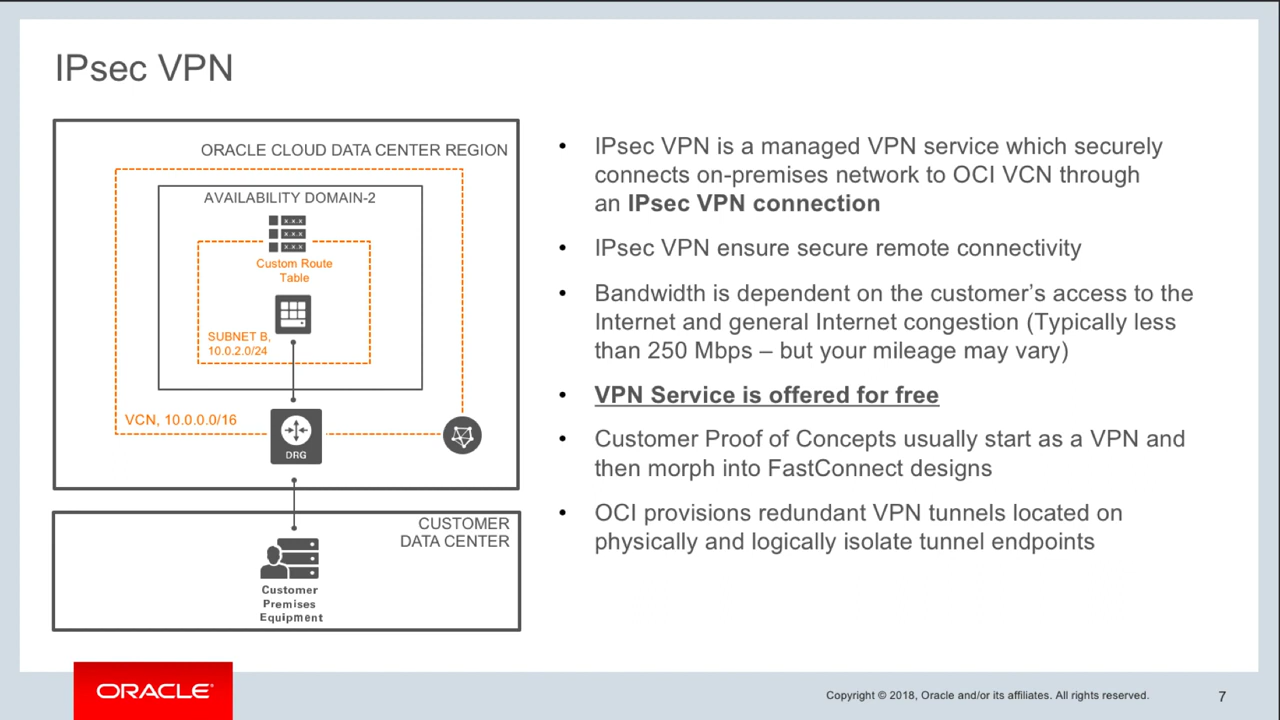 IPsec VPN
ORACLE CLOUD DATA CENTER REGION
AVAILABILITY DOMAIN-2
x.x.x
x.x.x
x.x.x
Custom Route
Table
SUBNET B,
10.0.2.0/24
VCN, 10.0.0.0/16
DRG
CUSTOMER
DATA CENTER
Customer
Premises
Equipment
• IPsec VPN is a managed VPN service which securely
connects on-premises network to OCI VCN through
an IPsec VPN connection
• IPsec VPN ensure secure remote connectivity
• Bandwidth is dependent on the customer’s access to the
Internet and general Internet congestion (Typically less
than 250 Mbps – but your mileage may vary)
• VPN Service is offered for free
• Customer Proof of Concepts usually start as a VPN and
then morph into FastConnect designs
• OCI provisions redundant VPN tunnels located on
physically and logically isolate tunnel endpoints
ORACLE®
Copyright © 2018, Oracle and/or its affiliates. All rights reserved.
7